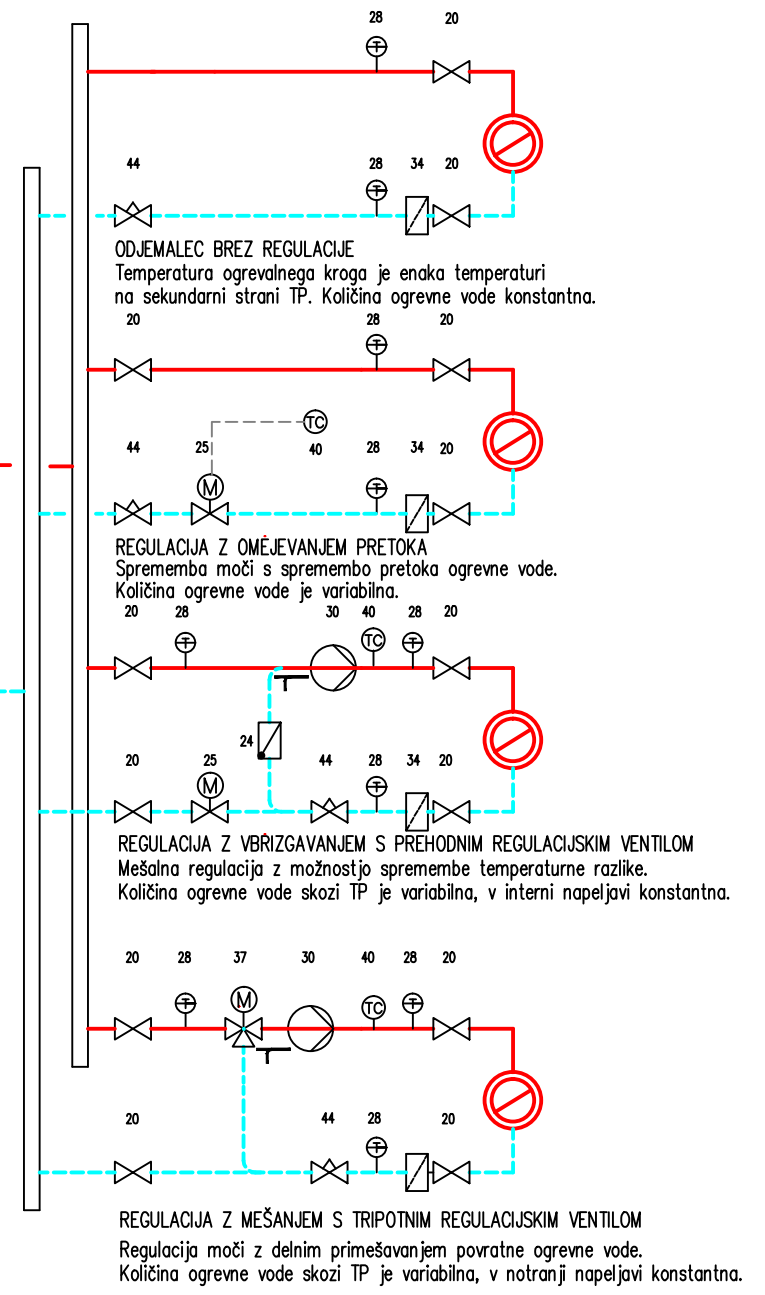 28 20
T
44 28 34 20
T
ODJEMALEC BREZ REGULACIJE
Temperatura ogrevalnega kroga je enaka temperaturi
na sekundarni strani TP. Količina ogrevne vode konstantna.
20 28 20
T
TC
44 25 40 28 34 20
M T
REGULACIJA Z OMEJEVANJEM PRETOKA
Sprememba moči s spremembo pretoka ogrevne vode.
Količina ogrevne vode je variabilna.
20 28 30 40 28 20
T TC T
24
20 25 44 28 34 20
M T
REGULACIJA Z VBRIZGAVANJEM S PREHODNIM REGULACIJSKIM VENTILOM
Mešalna regulacija z možnostjo spremembe temperaturne razlike.
Količina ogrevne vode skozi TP je variabilna, v interni napeljavi konstantna.
20 28 37 30 40 28 20
T M TC T
20 44 28 20
T
REGULACIJA Z MEŠANJEM S TRIPOTNIM REGULACIJSKIM VENTILOM
Regulacija moči z delnim primešavanjem povratne ogrevne vode.
Količina ogrevne vode skozi TP je variabilna, v notranji napeljavi konstantna.